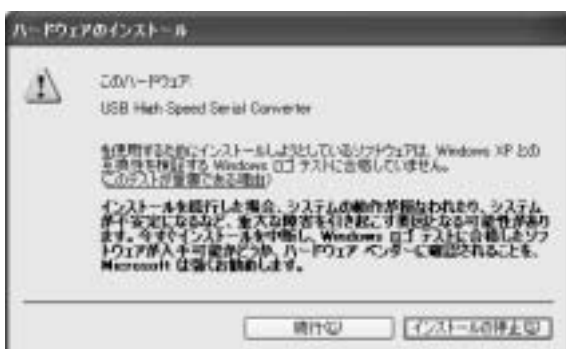 ハードウェアのインストール
このハードウェア:
USB High Speed Serial Converter
を使用するためにインストールしようとしているソフトウェアは、Windows XP との
互換性を検証する Windows ロゴ テストに合格していません。
(このテストが重要である理由)
インストールを続行した場合、システムの動作が損なわれたり、システム
が不安定になるなど、重大な障害を引き起こす要因となる可能性があり
ます。今すぐインストールを中断し、Windows ロゴ テストに合格したソフ
トウェアが入手可能かどうか、ハードウェア ベンダーに確認されることを、
Microsoft は強くお勧めします。
続行(C)
インストールの停止(S)